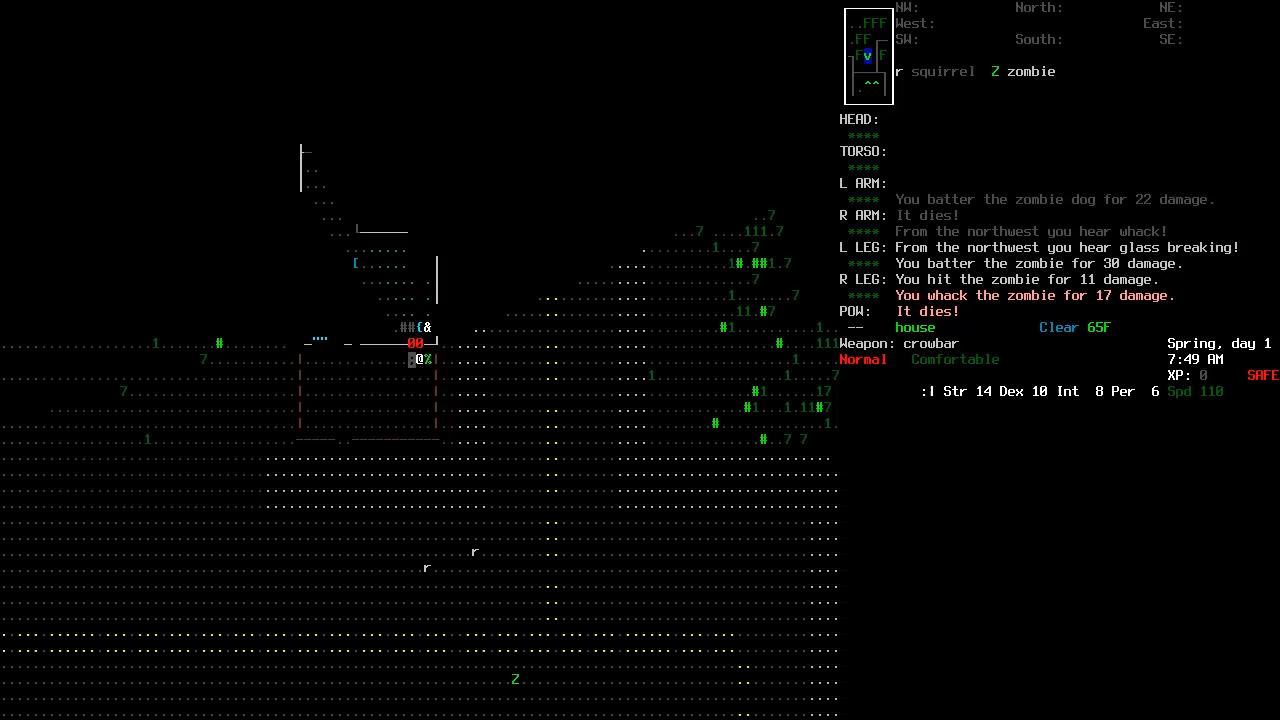 NW: North: NE:
West: East:
SW: South: SE:
r squirrel Z zombie
HEAD:
****
TORSO:
****
L ARM:
**** You batter the zombie dog for 22 damage.
R ARM: It dies!
**** From the northwest you hear whack!
L LEG: From the northwest you hear glass breaking!
**** You batter the zombie for 30 damage.
R LEG: You hit the zombie for 11 damage.
**** You whack the zombie for 17 damage.
POW: It dies!
-- house Clear 65F
Weapon: crowbar Spring, day 1
Normal Comfortable 7:49 AM
XP: 0 SAFE
:| Str 14 Dex 10 Int 8 Per 6 Spd 110